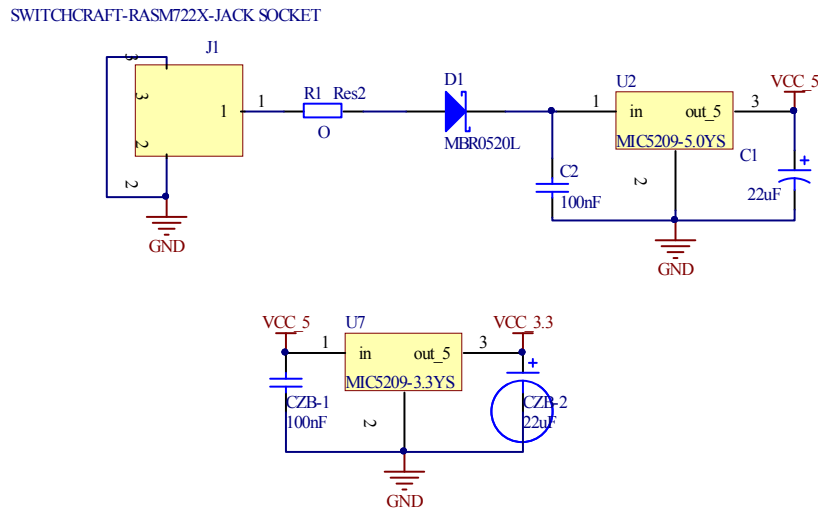 SWITCHCRAFT-RASM722X-JACK SOCKET
J1
3
3
2
2
1
1
GND
R1 Res2
O
D1
MBR0520L
C2
100nF
U2
1
in out_5
3
MIC5209-5.0YS
2
VCC_5
C1
22uF
GND
VCC_5
U7
VCC_3.3
1
in out_5
3
MIC5209-3.3YS
2
CZB-1
100nF
CZB-2
22uF
GND